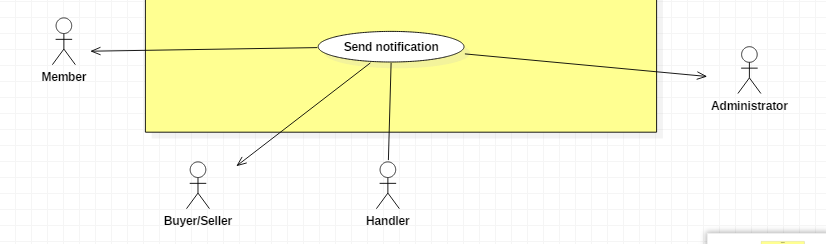 Send notification
Member
Administrator
Buyer/Seller
Handler